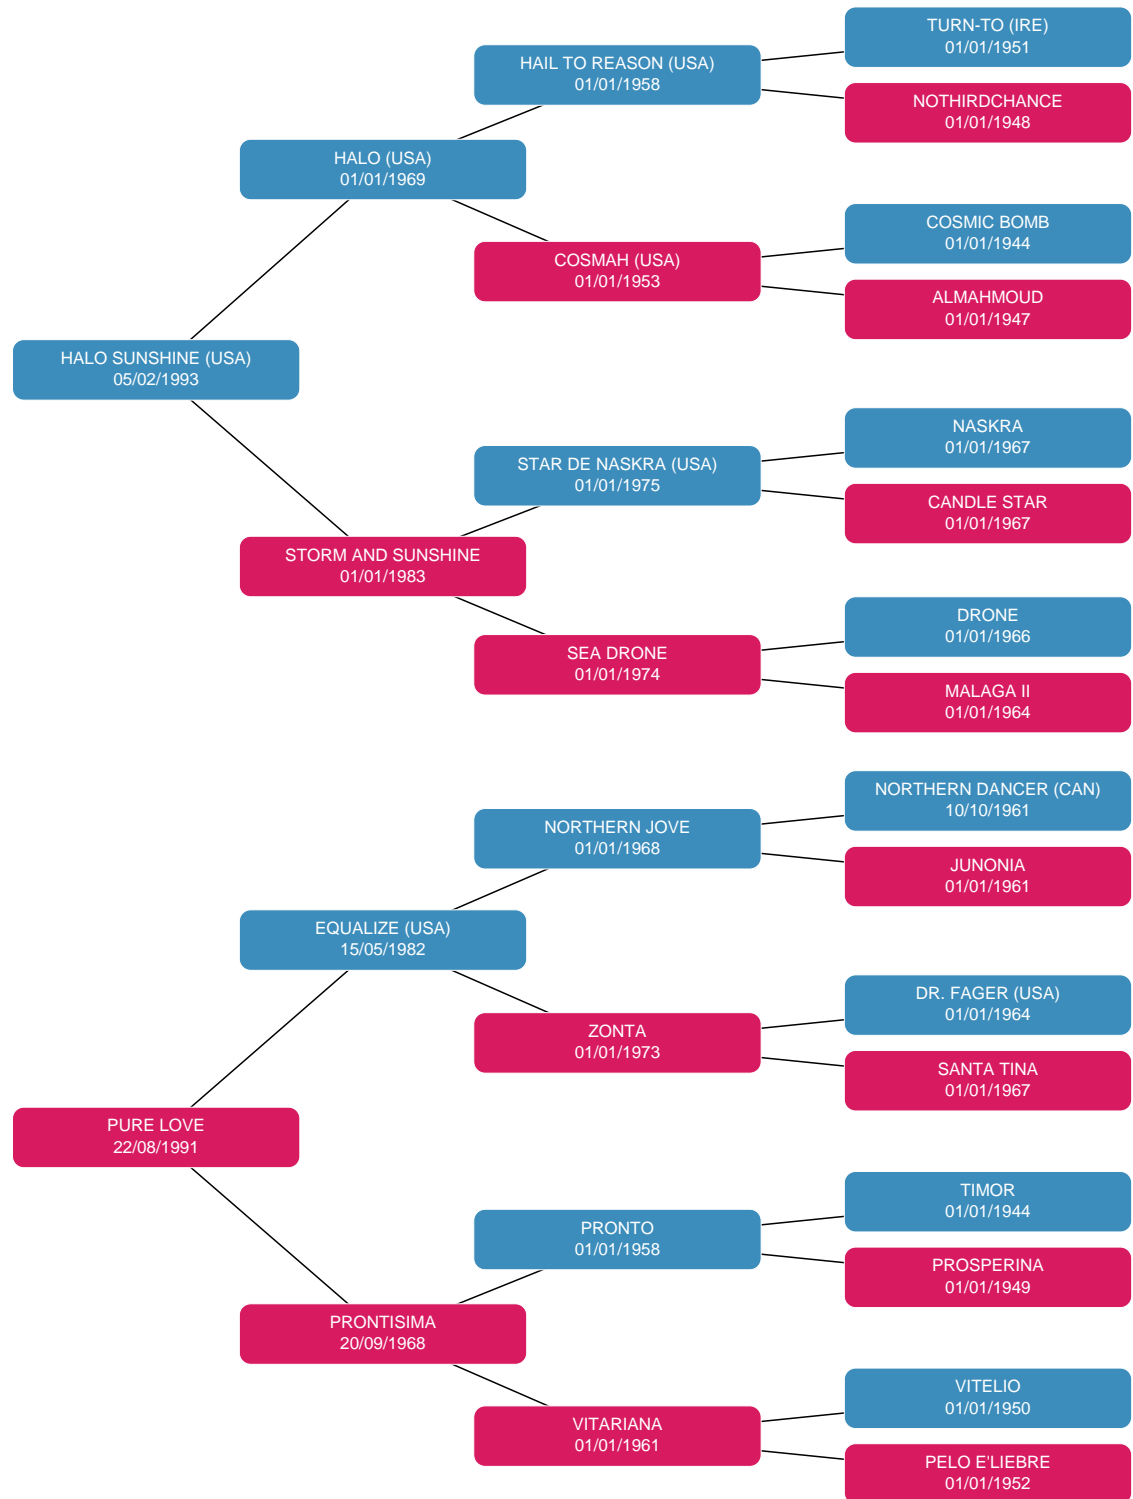 TURN-TO (IRE)
01/01/1951
HAIL TO REASON (USA)
01/01/1958
NOTHIRDCHANCE
01/01/1948
HALO (USA)
01/01/1969
COSMIC BOMB
01/01/1944
COSMAH (USA)
01/01/1953
ALMAHMOUD
01/01/1947
HALO SUNSHINE (USA)
05/02/1993
NASKRA
01/01/1967
STAR DE NASKRA (USA)
01/01/1975
CANDLE STAR
01/01/1967
STORM AND SUNSHINE
01/01/1983
DRONE
01/01/1966
SEA DRONE
01/01/1974
MALAGA II
01/01/1964
NORTHERN DANCER (CAN)
10/10/1961
NORTHERN JOVE
01/01/1968
JUNONIA
01/01/1961
EQUALIZE (USA)
15/05/1982
DR. FAGER (USA)
01/01/1964
ZONTA
01/01/1973
SANTA TINA
01/01/1967
PURE LOVE
22/08/1991
TIMOR
01/01/1944
PRONTO
01/01/1958
PROSPERINA
01/01/1949
PRONTISIMA
20/09/1968
VITELIO
01/01/1950
VITARIANA
01/01/1961
PELO E'LIEBRE
01/01/1952